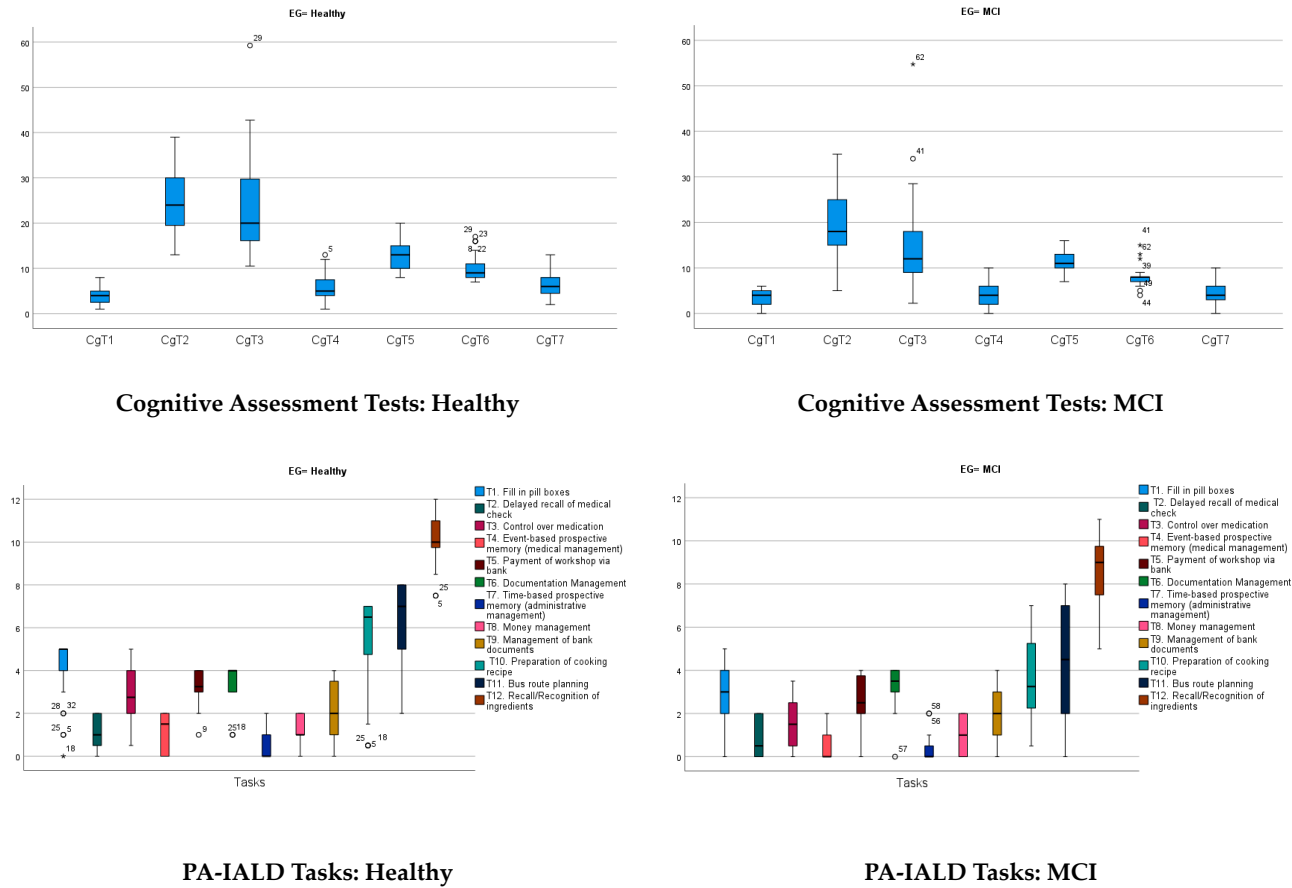 EG= Healthy
60
50
40
30
20
10
0
29
5
29
23
8
22
CgT1 CgT2 CgT3 CgT4 CgT5 CgT6 CgT7
Cognitive Assessment Tests: Healthy
EG= MCI
60
50
40
30
20
10
0
62
41
41
62
39
49
44
CgT1 CgT2 CgT3 CgT4 CgT5 CgT6 CgT7
Cognitive Assessment Tests: MCI
EG= Healthy
12
10
8
6
4
2
0
28 32
25 5
18
9
25 18
25 5 18
25
5
Tasks
T1. Fill in pill boxes
T2. Delayed recall of medical
check
T3. Control over medication
T4. Event-based prospective
memory (medical management)
T5. Payment of workshop via
bank
T6. Documentation Management
T7. Time-based prospective
memory (administrative
management)
T8. Money management
T9. Management of bank
documents
T10. Preparation of cooking
recipe
T11. Bus route planning
T12. Recall/Recognition of
ingredients
PA-IALD Tasks: Healthy
EG= MCI
12
10
8
6
4
2
0
57
58
56
Tasks
T1. Fill in pill boxes
T2. Delayed recall of medical
check
T3. Control over medication
T4. Event-based prospective
memory (medical management)
T5. Payment of workshop via
bank
T6. Documentation Management
T7. Time-based prospective
memory (administrative
management)
T8. Money management
T9. Management of bank
documents
T10. Preparation of cooking
recipe
T11. Bus route planning
T12. Recall/Recognition of
ingredients
PA-IALD Tasks: MCI